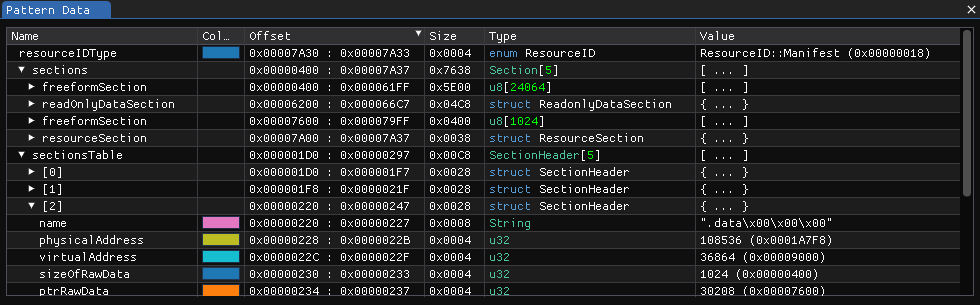 Pattern Data
Name Col… Offset Size Type Value
resourceIDType 0x00007A30 : 0x00007A33 0x0004 enum ResourceID ResourceID::Manifest (0x00000018)
sections 0x00000400 : 0x00007A37 0x7638 Section[5] [ ... ]
freeformSection 0x00000400 : 0x000061FF 0x5E00 u8[24064] [ ... ]
readOnlyDataSection 0x00006200 : 0x000066C7 0x04C8 struct ReadonlyDataSection { ... }
freeformSection 0x00007600 : 0x000079FF 0x0400 u8[1024] [ ... ]
resourceSection 0x00007A00 : 0x00007A37 0x0038 struct ResourceSection { ... }
sectionsTable 0x000001D0 : 0x00000297 0x00C8 SectionHeader[5] [ ... ]
[0] 0x000001D0 : 0x000001F7 0x0028 struct SectionHeader { ... }
[1] 0x000001F8 : 0x0000021F 0x0028 struct SectionHeader { ... }
[2] 0x00000220 : 0x00000247 0x0028 struct SectionHeader { ... }
name 0x00000220 : 0x00000227 0x0008 String ".data\x00\x00\x00"
physicalAddress 0x00000228 : 0x0000022B 0x0004 u32 108536 (0x0001A7F8)
virtualAddress 0x0000022C : 0x0000022F 0x0004 u32 36864 (0x00009000)
sizeOfRawData 0x00000230 : 0x00000233 0x0004 u32 1024 (0x00000400)
ptrRawData 0x00000234 : 0x00000237 0x0004 u32 30208 (0x00007600)